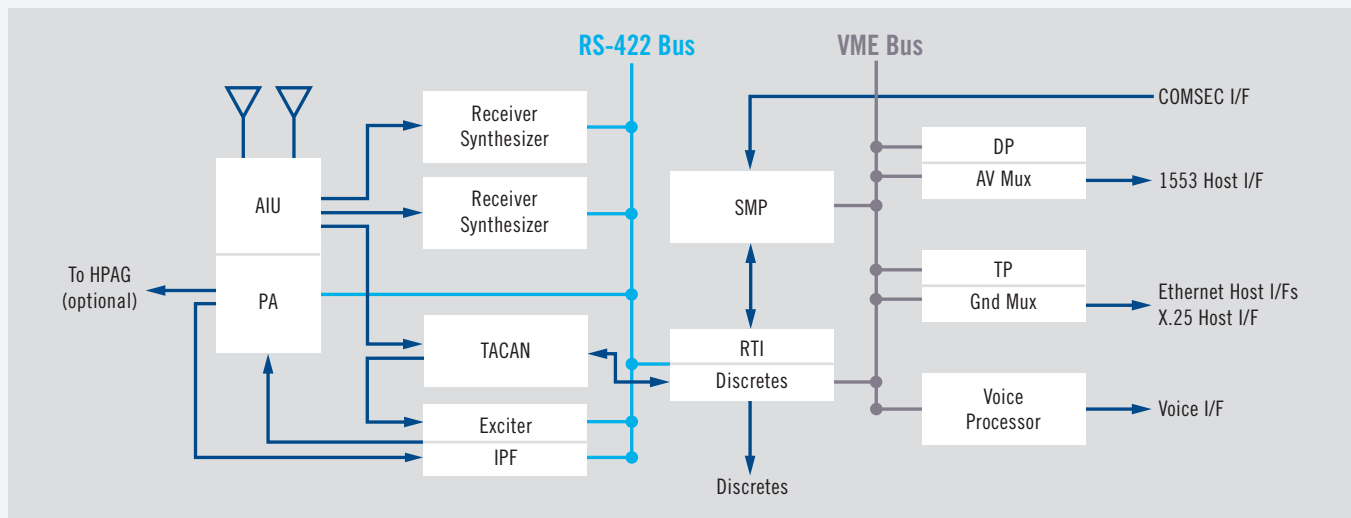 RS-422 Bus
VME Bus
COMSEC I/F
Receiver
Synthesizer
DP
AV Mux
1553 Host I/F
AIU
Receiver
Synthesizer
SMP
To HPAG
(optional)
PA
TP
Gnd Mux
Ethernet Host I/Fs
X.25 Host I/F
TACAN
RTI
Discretes
Exciter
IPF
Voice
Processor
Voice I/F
Discretes